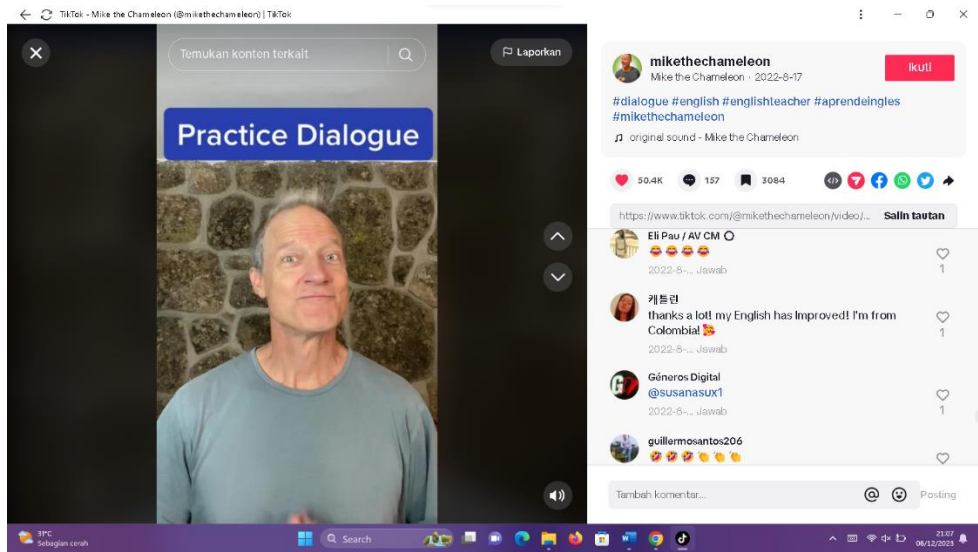 TikTok - Mike the Chameleon (@mikethechameleon) | TikTok
Temukan konten terkait
Laporkan
Practice Dialogue
mikethechameleon
Mike the Chameleon · 2022-8-17
Ikuti
#dialogue #english #englishteacher #aprendeingles
#mikethechameleon
original sound - Mike the Chameleon
50.4K 157 3084
https://www.tiktok.com/@mikethechameleon/video/... Salin tautan
Eli Pau / AV CM
2022-8-... Jawab
1
캐틀린
thanks a lot! my English has Improved! I'm from
Colombia!
2022-8-... Jawab
1
Géneros Digital
@susanasux1
2022-8-... Jawab
1
guillermosantos206
Tambah komentar...
Posting
31°C
Sebagian cerah
Search
21:07
06/12/2023